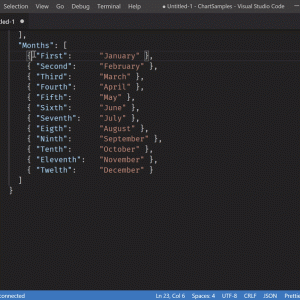 Selection View Go Debug Terminal Help ● Untitled-1 - ChartSamples - Visual Studio Code
led-1 ●
],
"Months": [
{ "First": "January" },
{ "Second": "February" },
{ "Third": "March" },
{ "Fourth": "April" },
{ "Fifth": "May" },
{ "Sixth": "June" },
{ "Seventh": "July" },
{ "Eigth": "August" },
{ "Ninth": "September" },
{ "Tenth": "October" },
{ "Eleventh": "November" },
{ "Twelth": "December" }
]
}
connected Ln 23, Col 6 Spaces: 4 UTF-8 CRLF JSON Prettie